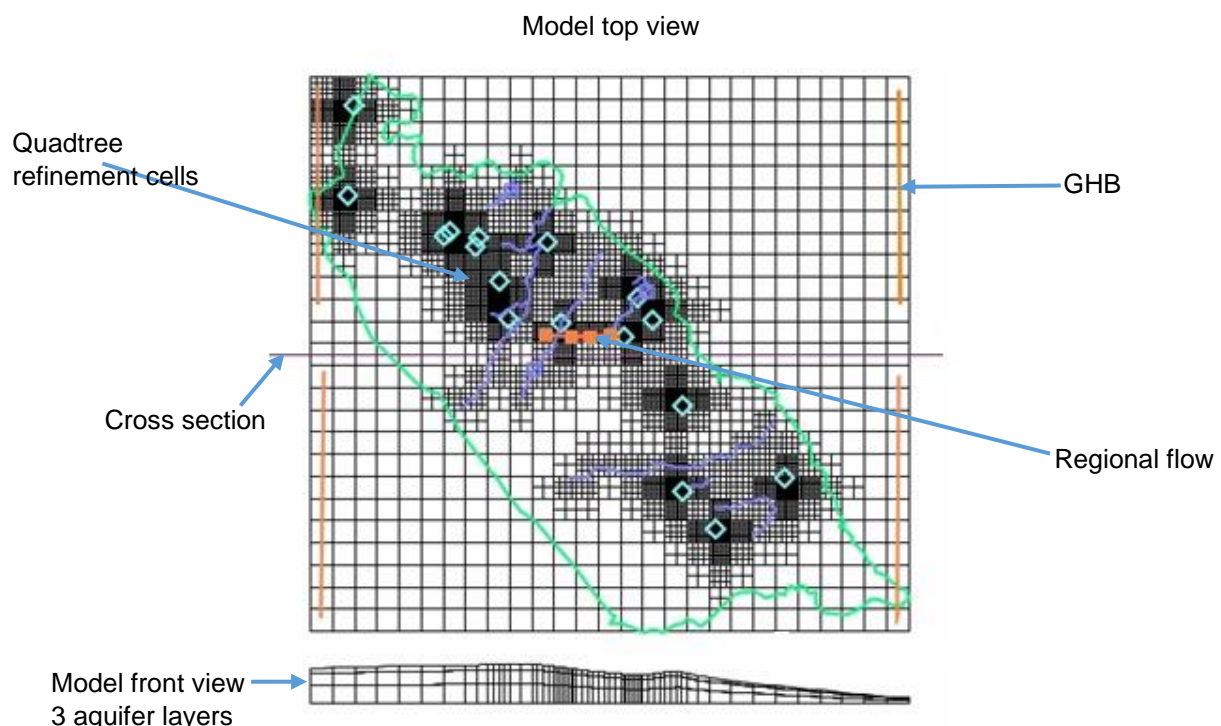 Model top view
Quadtree
refinement cells
GHB
Cross section
Regional flow
Model front view
3 aquifer layers